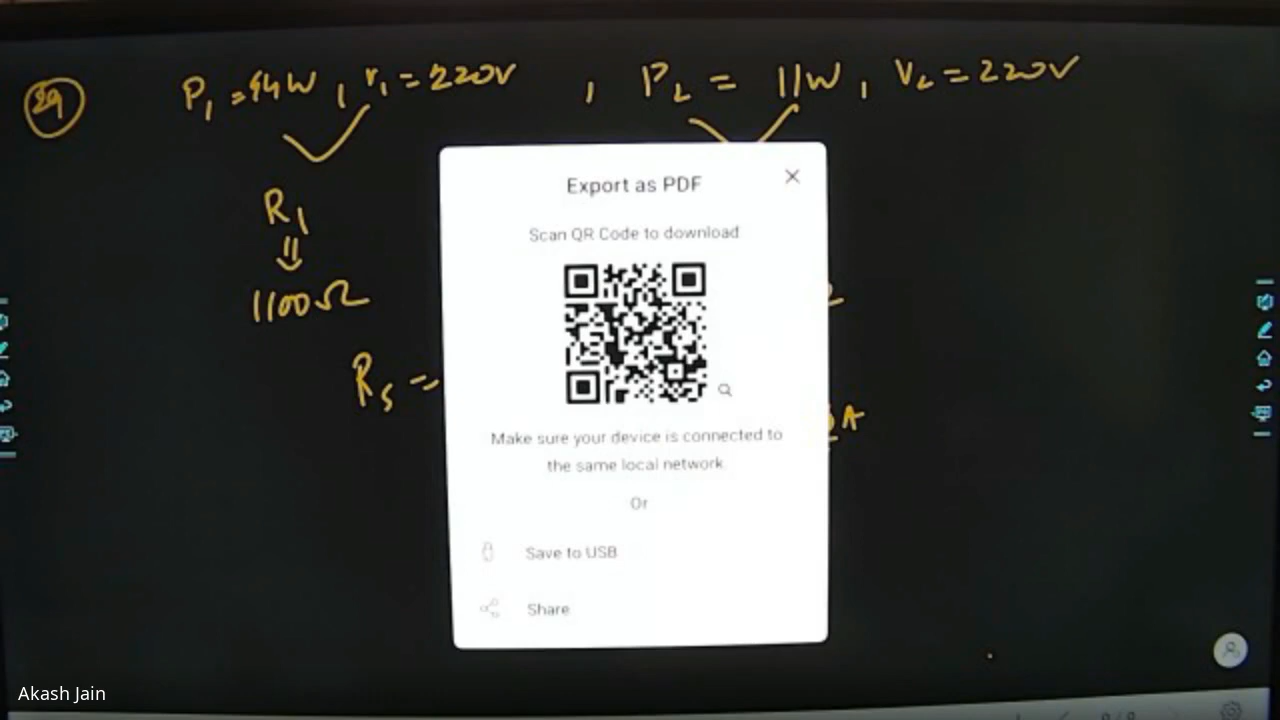 29 P₁ = 44W, V₁ = 220V, P₂ = 11W, V₂ = 220V
Export as PDF
Scan QR Code to download
R₁
⇓
1100Ω
Rₛ =
A
Make sure your device is connected to
the same local network
Or
Save to USB
Share
Akash Jain